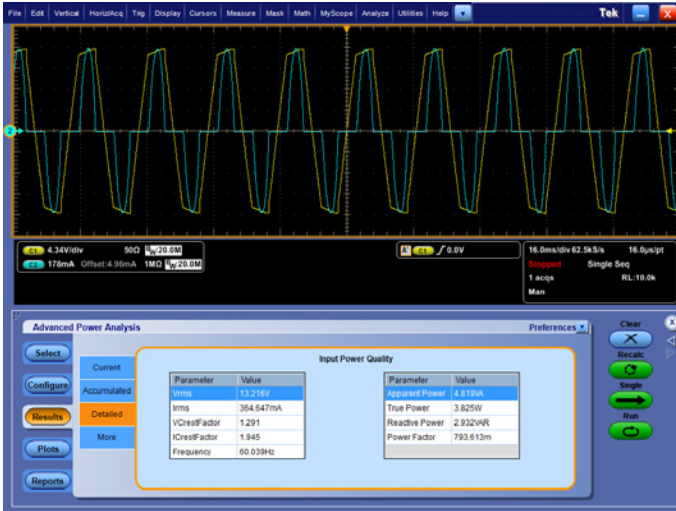 File Edit Vertical Horiz/Acq Trig Display Cursors Measure Mask Math MyScope Analyze Utilities Help Tek X
2
C1 4.34V/div 50Ω BW:20.0M
C2 178mA Offset:4.96mA 1MΩ BW:20.0M
A' C1 0.0V
16.0ms/div 62.5kS/s 16.0µs/pt
Stopped Single Seq
1 acqs RL:10.0k
Man
Advanced Power Analysis
Preferences
Clear
X
Select
Configure
Results
Plots
Reports
Current
Accumulated
Detailed
More
Input Power Quality
Parameter Value
Vrms 13.216V
Irms 364.647mA
VCrestFactor 1.291
ICrestFactor 1.945
Frequency 60.039Hz
Parameter Value
Apparent Power 4.819VA
True Power 3.825W
Reactive Power 2.932VAR
Power Factor 793.613m
Recalc
Single
Run